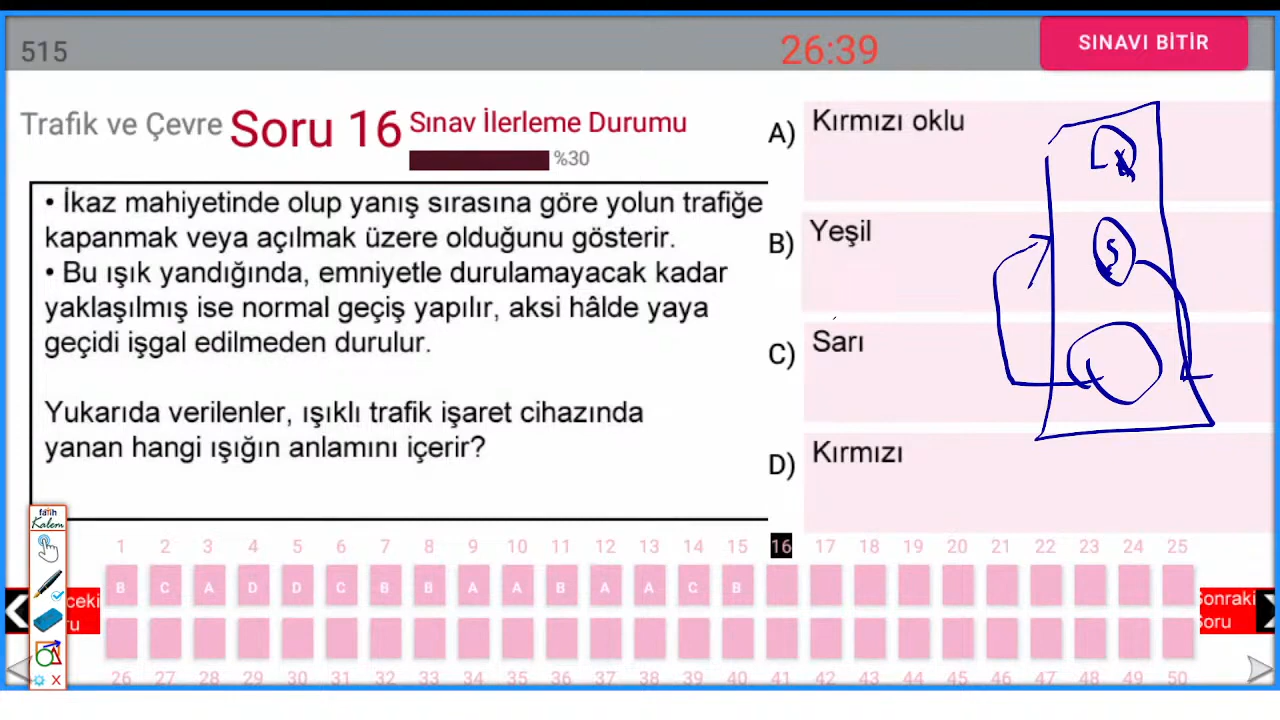 515
26:39
SINAVI BİTİR
Trafik ve Çevre Soru 16 Sınav İlerleme Durumu
%30
• İkaz mahiyetinde olup yanış sırasına göre yolun trafiğe
kapanmak veya açılmak üzere olduğunu gösterir.
• Bu ışık yandığında, emniyetle durulamayacak kadar
yaklaşılmış ise normal geçiş yapılır, aksi hâlde yaya
geçidi işgal edilmeden durulur.
Yukarıda verilenler, ışıklı trafik işaret cihazında
yanan hangi ışığın anlamını içerir?
A) Kırmızı oklu
B) Yeşil
C) Sarı
D) Kırmızı
S
fatih
Kalem
1 2 3 4 5 6 7 8 9 10 11 12 13 14 15 16 17 18 19 20 21 22 23 24 25
B C A D D C B B A A B A A C B
ceki
ru
Sonraki
Soru
26 27 28 29 30 31 32 33 34 35 36 37 38 39 40 41 42 43 44 45 46 47 48 49 50